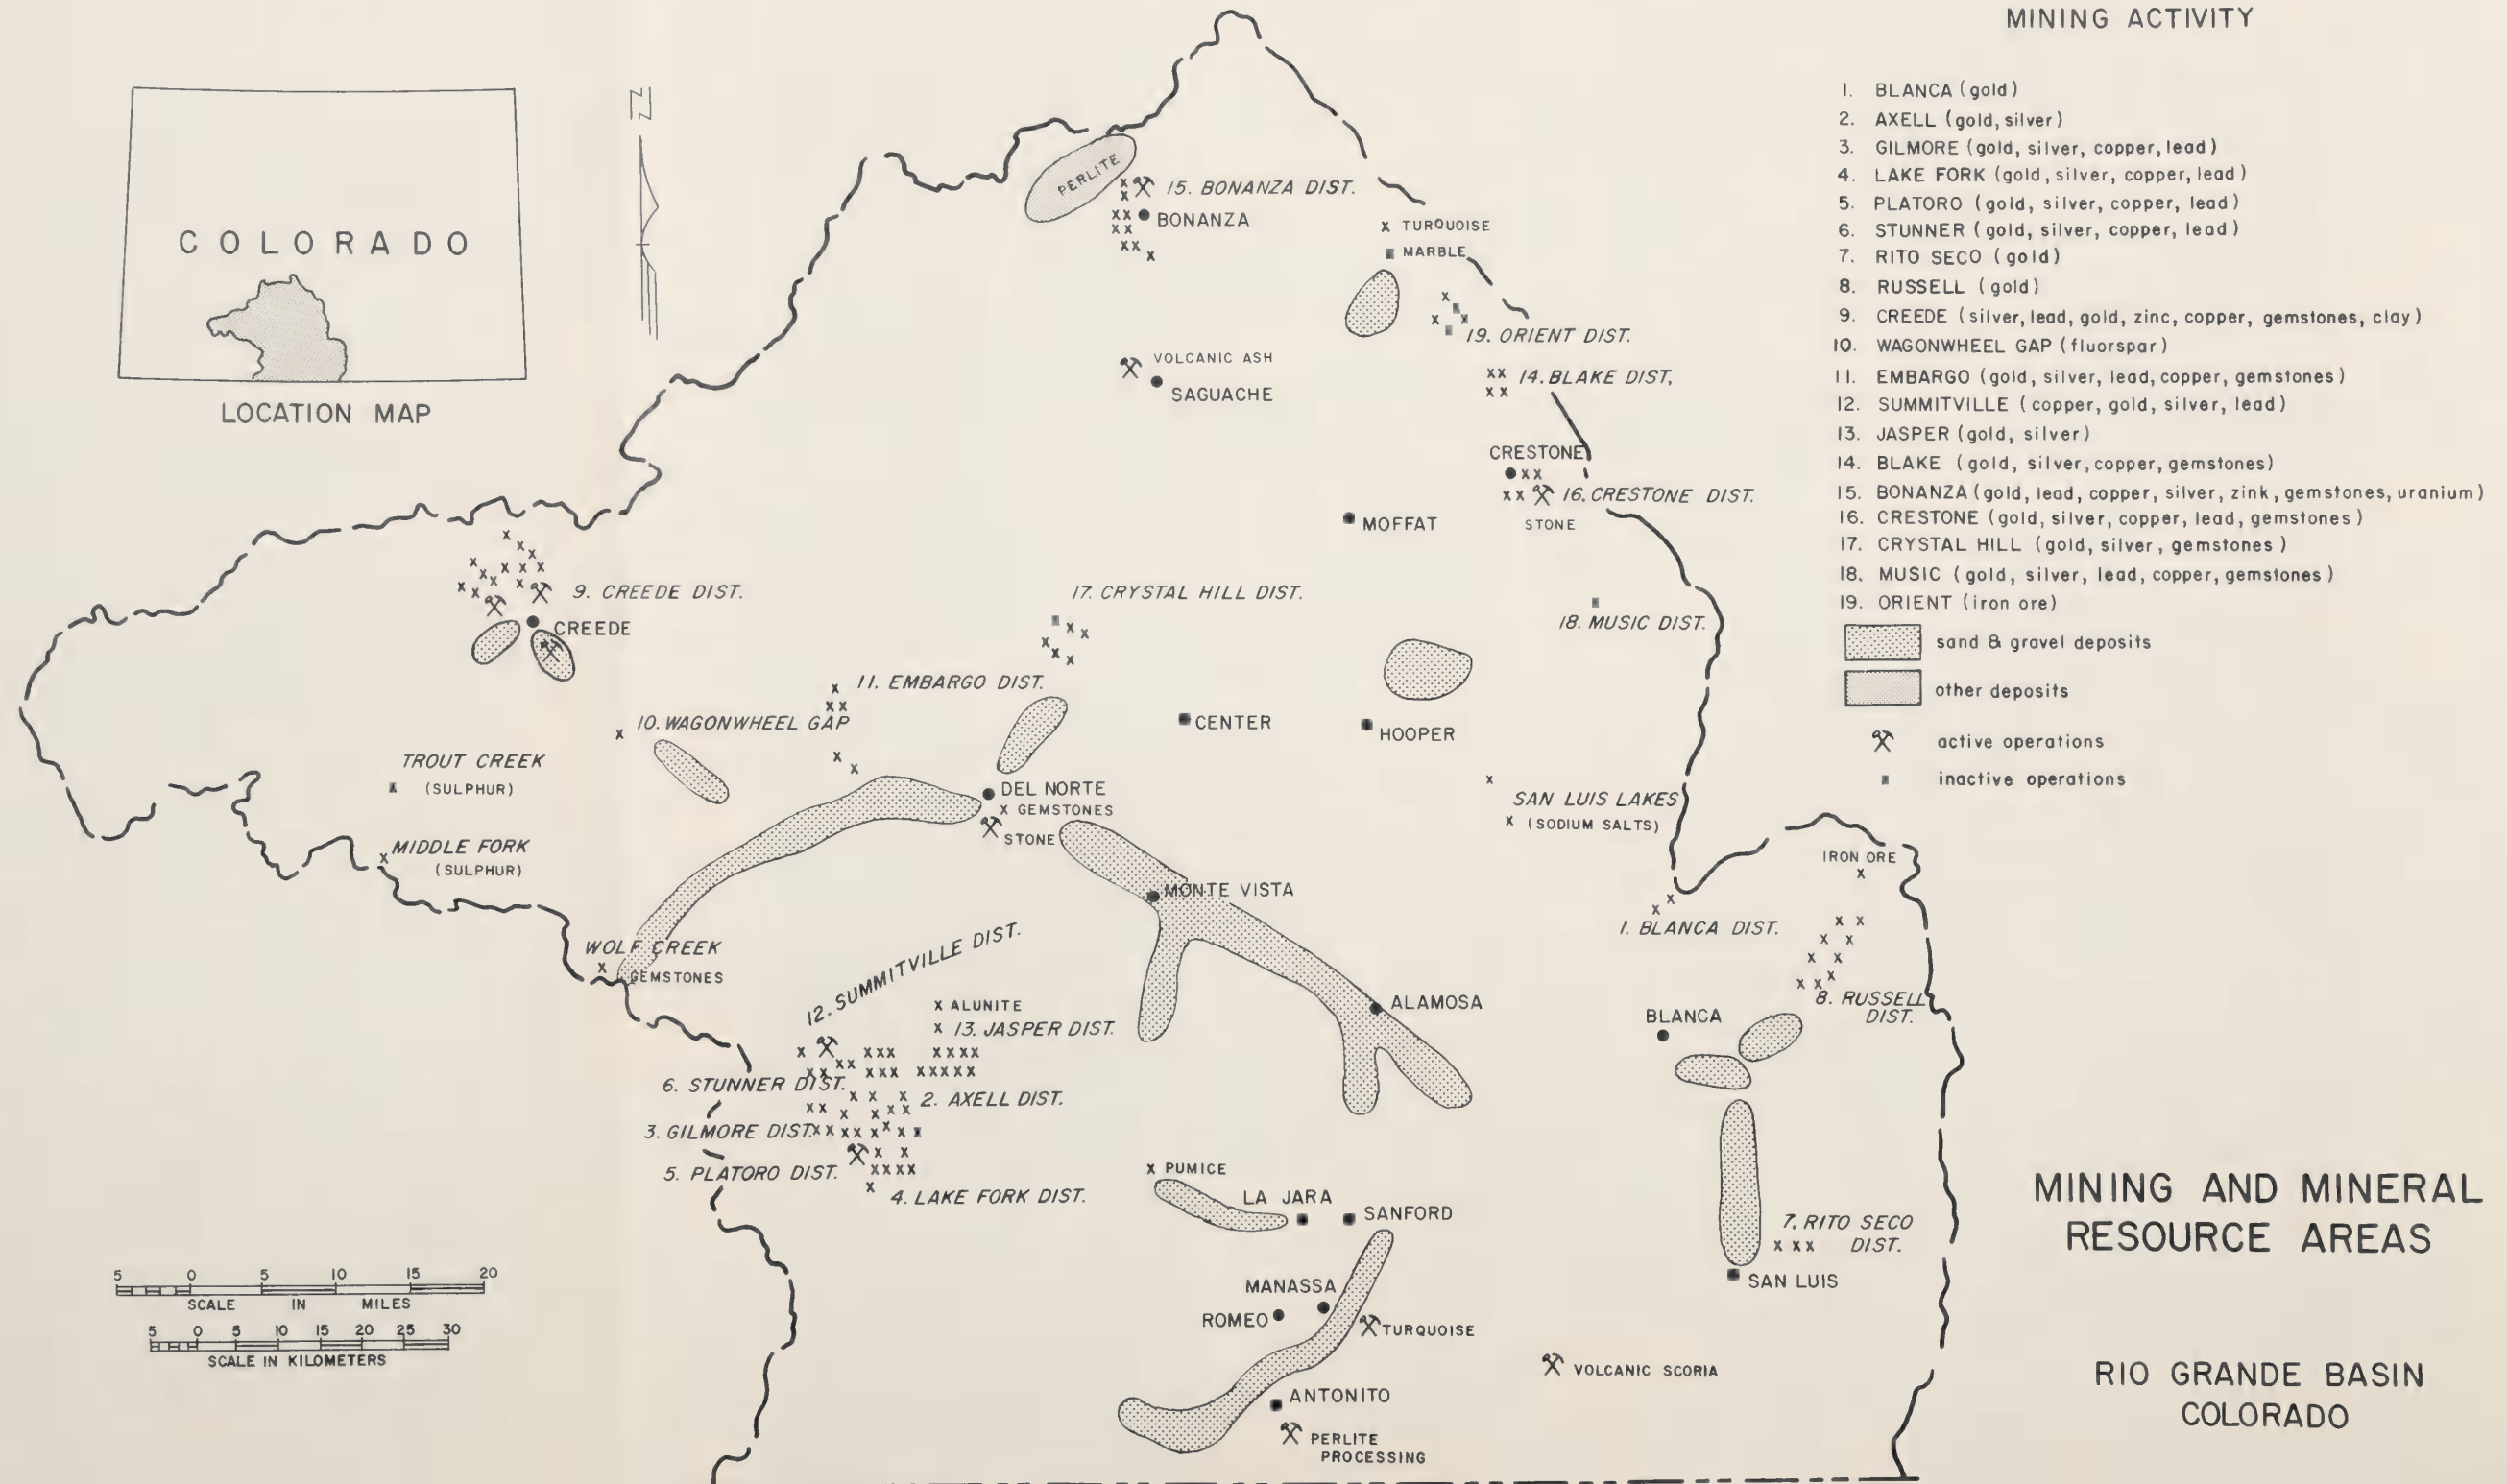 MINING ACTIVITY
1. BLANCA (gold)
2. AXELL (gold, silver)
3. GILMORE (gold, silver, copper, lead)
4. LAKE FORK (gold, silver, copper, lead)
5. PLATORO (gold, silver, copper, lead)
6. STUNNER (gold, silver, copper, lead)
7. RITO SECO (gold)
8. RUSSELL (gold)
9. CREEDE (silver, lead, gold, zinc, copper, gemstones, clay)
10. WAGONWHEEL GAP (fluorspar)
11. EMBARGO (gold, silver, lead, copper, gemstones)
12. SUMMITVILLE (copper, gold, silver, lead)
13. JASPER (gold, silver)
14. BLAKE (gold, silver, copper, gemstones)
15. BONANZA (gold, lead, copper, silver, zink, gemstones, uranium)
16. CRESTONE (gold, silver, copper, lead, gemstones)
17. CRYSTAL HILL (gold, silver, gemstones)
18. MUSIC (gold, silver, lead, copper, gemstones)
19. ORIENT (iron ore)
sand & gravel deposits
other deposits
active operations
inactive operations
COLORADO
LOCATION MAP
N
PERLITE
15. BONANZA DIST.
BONANZA
TURQUOISE
MARBLE
19. ORIENT DIST.
VOLCANIC ASH
SAGUACHE
14. BLAKE DIST,
CRESTONE
16. CRESTONE DIST.
STONE
MOFFAT
9. CREEDE DIST.
CREEDE
17. CRYSTAL HILL DIST.
18. MUSIC DIST.
11. EMBARGO DIST.
10. WAGONWHEEL GAP
CENTER
HOOPER
TROUT CREEK
(SULPHUR)
DEL NORTE
GEMSTONES
STONE
SAN LUIS LAKES
(SODIUM SALTS)
MIDDLE FORK
(SULPHUR)
IRON ORE
MONTE VISTA
1. BLANCA DIST.
WOLF CREEK
GEMSTONES
12. SUMMITVILLE DIST.
ALUNITE
13. JASPER DIST.
ALAMOSA
8. RUSSELL
DIST.
BLANCA
6. STUNNER DIST.
2. AXELL DIST.
3. GILMORE DIST.
5. PLATORO DIST.
4. LAKE FORK DIST.
PUMICE
LA JARA
SANFORD
7. RITO SECO
DIST.
SAN LUIS
MANASSA
ROMEO
TURQUOISE
VOLCANIC SCORIA
ANTONITO
PERLITE
PROCESSING
5 0 5 10 15 20
SCALE IN MILES
5 0 5 10 15 20 25 30
SCALE IN KILOMETERS
MINING AND MINERAL
RESOURCE AREAS
RIO GRANDE BASIN
COLORADO